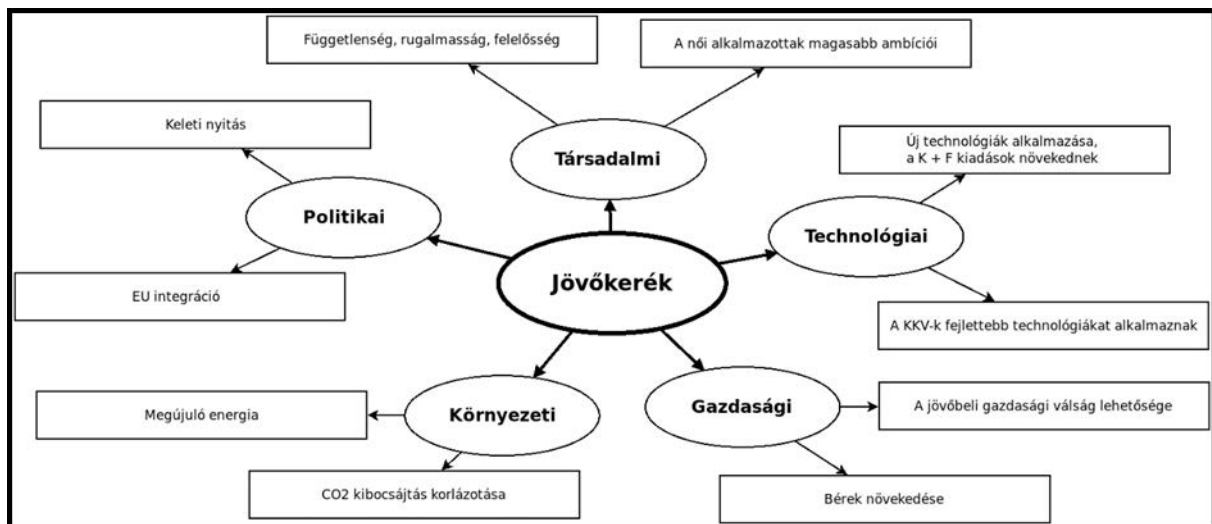 Függetlenség, rugalmasság, felelősség
A női alkalmazottak magasabb ambíciói
Keleti nyitás
Társadalmi
Új technológiák alkalmazása,
a K + F kiadások növekednek
Politikai
Technológiai
Jövőkerék
EU integráció
A KKV-k fejlettebb technológiákat alkalmaznak
Környezeti
Gazdasági
Megújuló energia
A jövőbeli gazdasági válság lehetősége
CO2 kibocsájtás korlázotása
Bérek növekedése